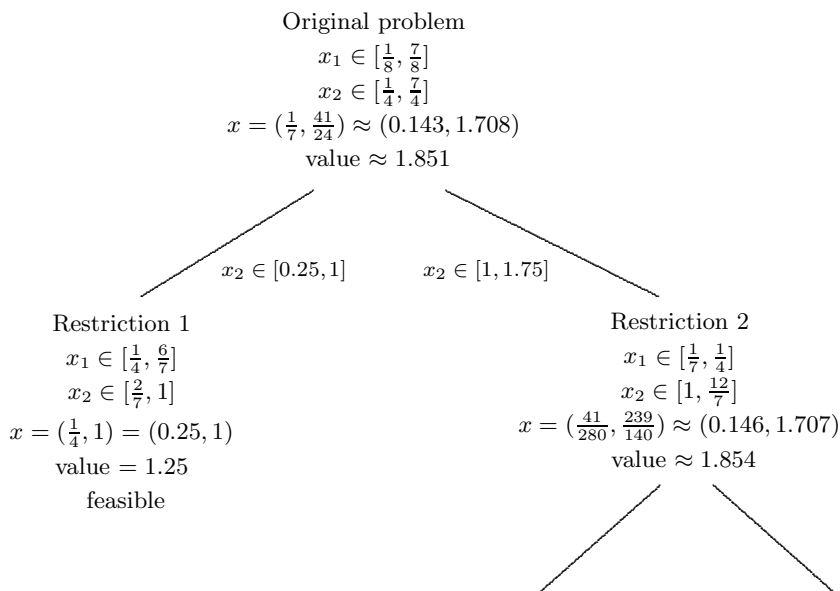 Original problem
x₁ ∈ [1/8, 7/8]
x₂ ∈ [1/4, 7/4]
x = (1/7, 41/24) ≈ (0.143, 1.708)
value ≈ 1.851
x₂ ∈ [0.25, 1]
x₂ ∈ [1, 1.75]
Restriction 1
x₁ ∈ [1/4, 6/7]
x₂ ∈ [2/7, 1]
x = (1/4, 1) = (0.25, 1)
value = 1.25
feasible
Restriction 2
x₁ ∈ [1/7, 1/4]
x₂ ∈ [1, 12/7]
x = (41/280, 239/140) ≈ (0.146, 1.707)
value ≈ 1.854